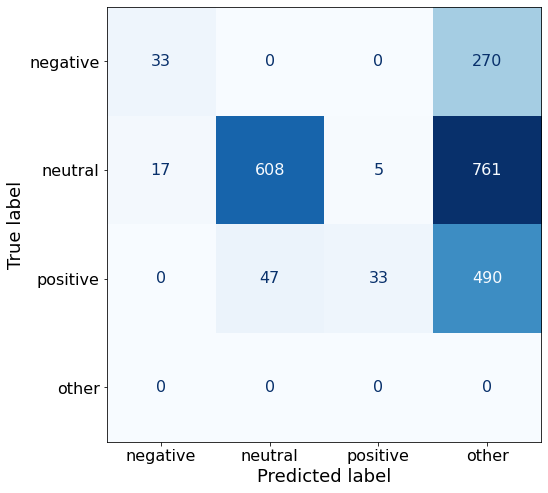 True label
negative 33 0 0 270
neutral 17 608 5 761
positive 0 47 33 490
other 0 0 0 0
negative neutral positive other
Predicted label